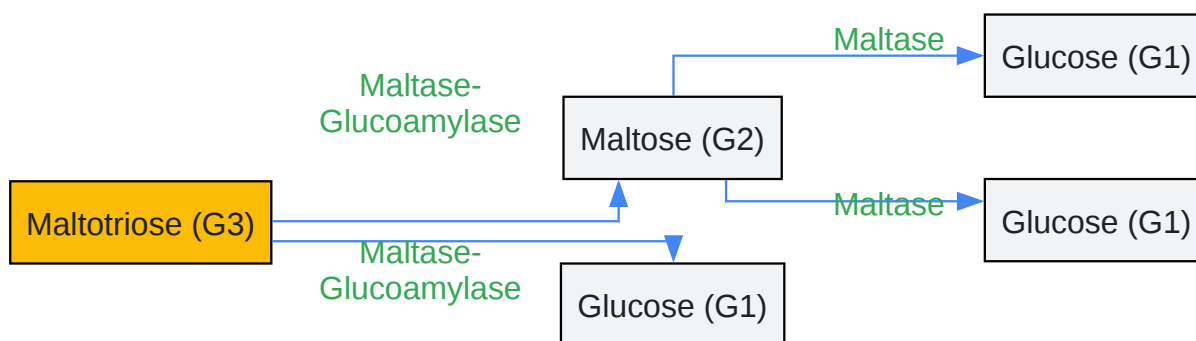 Maltase
Glucose (G1)
Maltase-
Glucoamylase
Maltose (G2)
Maltase
Glucose (G1)
Maltotriose (G3)
Maltase-
Glucoamylase
Glucose (G1)